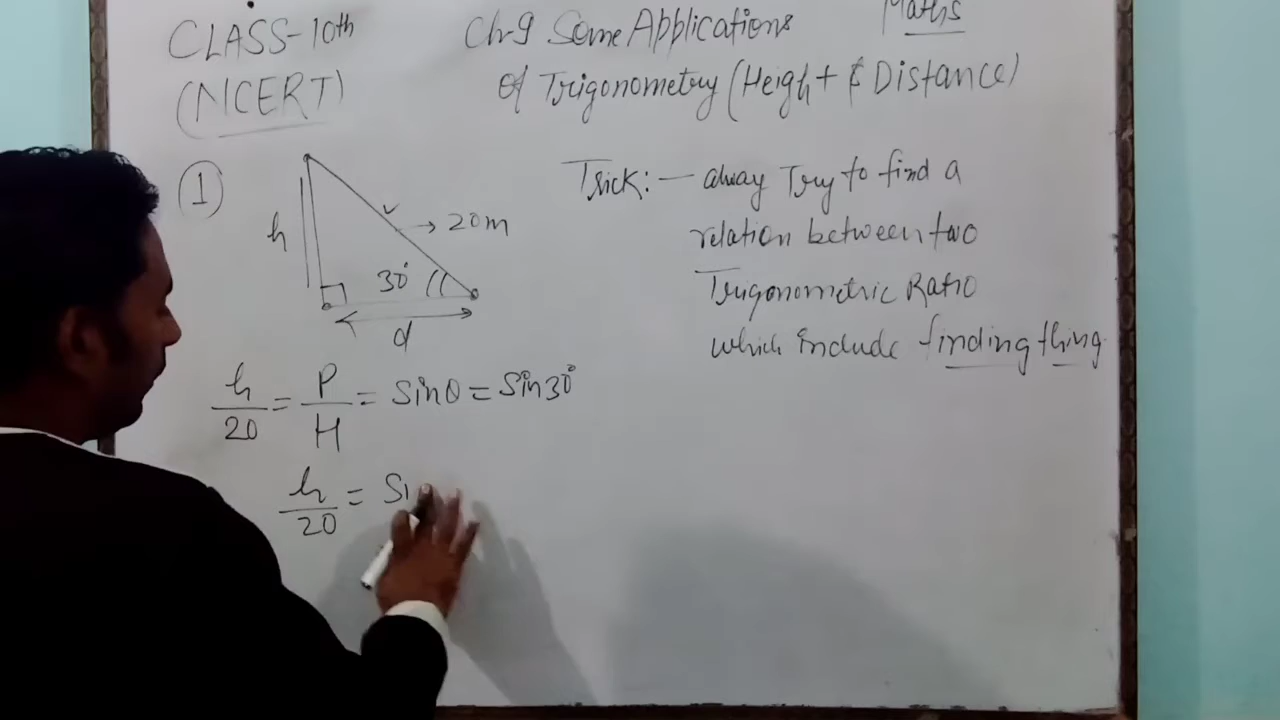 CLASS-10th
(NCERT)
Ch-9 Some Applications
Of Trigonometry (Height & Distance)
Maths
1
h
20m
30°
d
Trick:- alway Try to find a
relation between two
Trigonometric Ratio
which include finding thing
h/20 = P/H = Sinθ = Sin30°
h/20 = Si